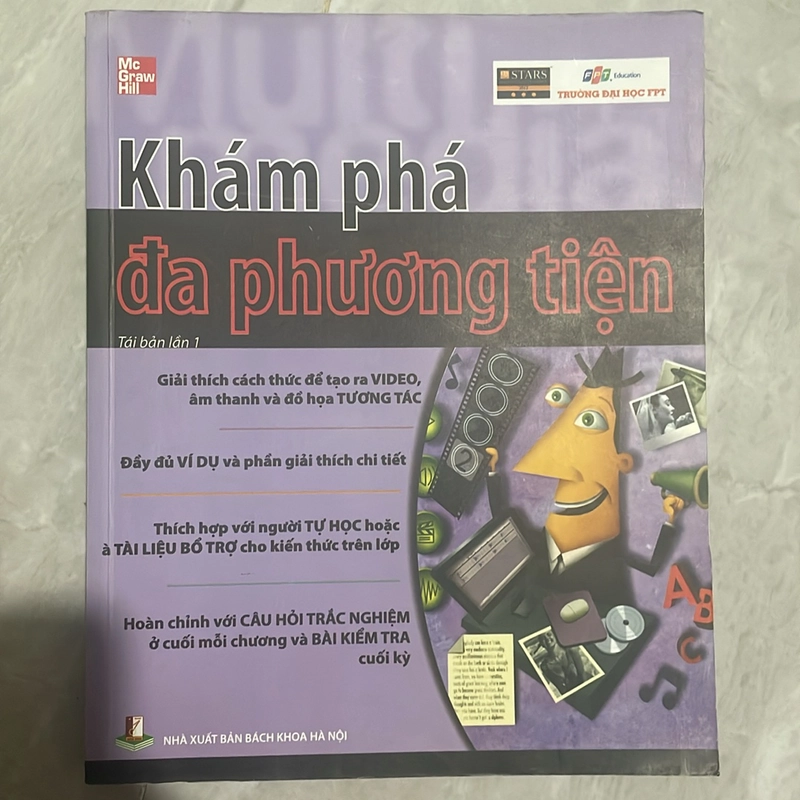 Mc
Graw
Hill
STARS
FPT Education
TRƯỜNG ĐẠI HỌC FPT
Khám phá
đa phương tiện
Tái bản lần 1
Giải thích cách thức để tạo ra VIDEO,
âm thanh và đồ họa TƯƠNG TÁC
Đầy đủ VÍ DỤ và phần giải thích chi tiết
Thích hợp với người TỰ HỌC hoặc
à TÀI LIỆU BỔ TRỢ cho kiến thức trên lớp
Hoàn chỉnh với CÂU HỎI TRẮC NGHIỆM
ở cuối mỗi chương và BÀI KIỂM TRA
cuối kỳ
2
A
B
C
NHÀ XUẤT BẢN BÁCH KHOA HÀ NỘI